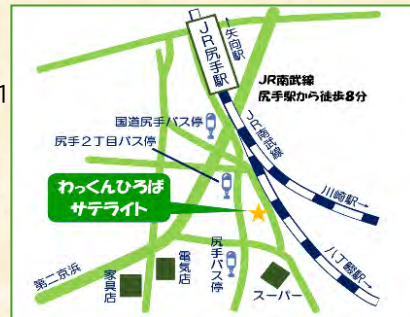 ↑矢向駅
JR尻手駅
JR南武線
尻手駅から徒歩8分
1
国道尻手バス停
尻手2丁目バス停
JR南武線
わっくんひろば
サテライト
川崎駅→
尻手バス停
八丁畷駅→
電気店
第二京浜
家具店
スーパー